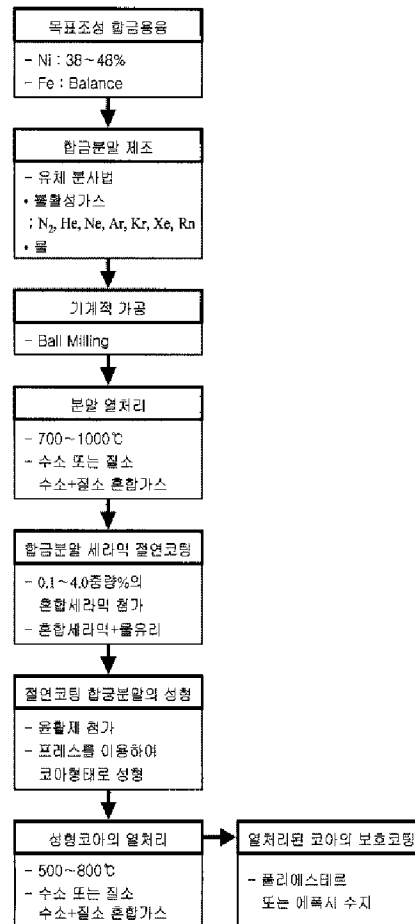 목표조성 합금용융
- Ni : 38~48%
- Fe : Balance
합금분말 제조
- 유체 분사법
• 불활성가스
; N₂, He, Ne, Ar, Kr, Xe, Rn
• 물
기계적 가공
- Ball Milling
분말 열처리
- 700~1000℃
- 수소 또는 질소
수소+질소 혼합가스
합금분말 세라믹 절연코팅
- 0.1~4.0중량%의
혼합세라믹 첨가
- 혼합세라믹+물유리
절연코팅 합궁분말의 성형
- 윤활제 첨가
- 프레스를 이용하여
코아형태로 성형
성형코아의 열처리
- 500~800℃
- 수소 또는 질소
수소+질소 혼합가스
열처리된 코아의 보호코팅
- 폴리에스테르
또는 에폭시 수지